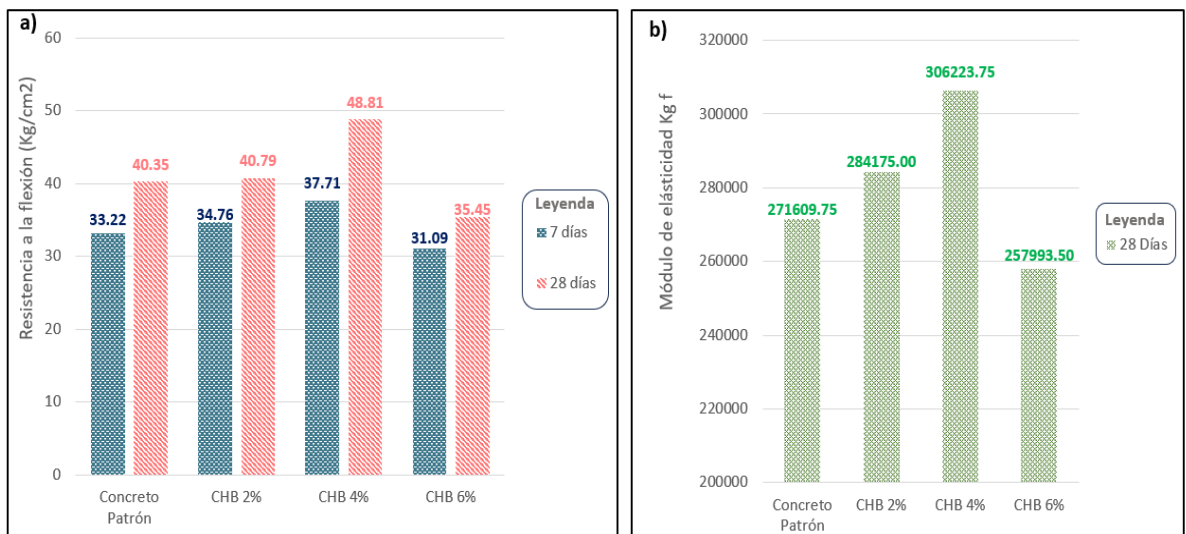 a)
Resistencia a la flexión (Kg/cm2)
60
50
40
30
20
10
0
33.22
40.35
34.76
40.79
37.71
48.81
31.09
35.45
Concreto
Patrón
CHB 2%
CHB 4%
CHB 6%
Leyenda
7 días
28 días
b)
Módulo de elásticidad Kg f
320000
300000
280000
260000
240000
220000
200000
271609.75
284175.00
306223.75
257993.50
Concreto
Patrón
CHB 2%
CHB 4%
CHB 6%
Leyenda
28 Días